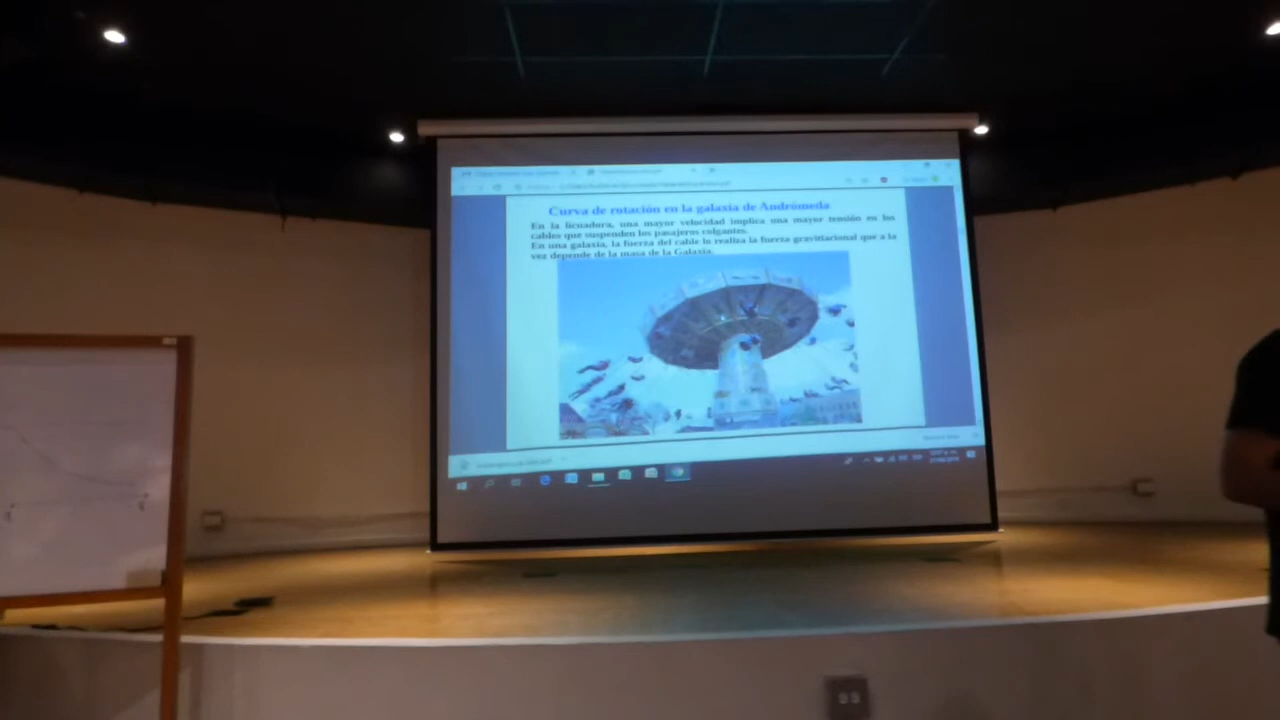 Curva de rotación en la galaxia de Andrómeda
En la licuadora, una mayor velocidad implica una mayor tensión en los
cables que suspenden los pasajeros colgantes.
En una galaxia, la fuerza del cable lo realiza la fuerza gravitiacional que a la
vez depende de la masa de la Galaxia.